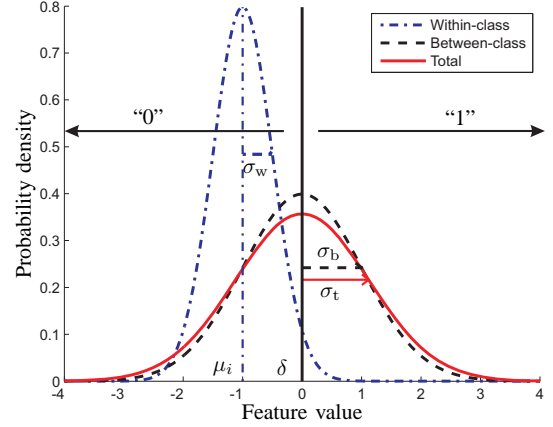 0.8
Within-class
Between-class
Total
0.7
0.6
“0” “1”
0.5
σw
0.4
0.3
σb
σt
0.2
0.1
μi δ
0
-4 -3 -2 -1 0 1 2 3 4
Feature value
Probability density